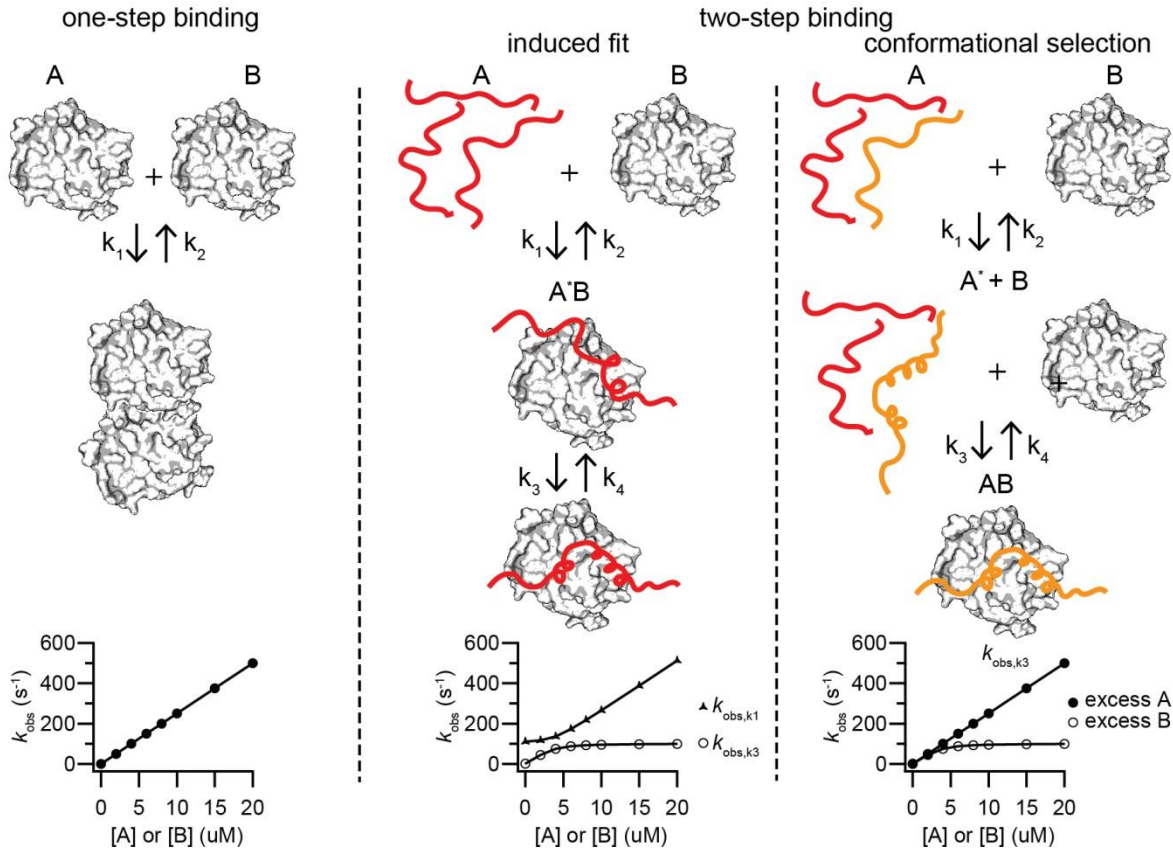 one-step binding
two-step binding
induced fit
conformational selection
A B
A B
A B
+
+
+
k1 k2
k1 k2
k1 k2
A*B
A* + B
+
+
k3 k4
k3 k4
AB
600
400
200
0
kobs (s-1)
0 5 10 15 20
[A] or [B] (uM)
600
400
200
0
kobs (s-1)
kobs,k1
kobs,k3
0 5 10 15 20
[A] or [B] (uM)
600
400
200
0
kobs (s-1)
kobs,k3
excess A
excess B
0 5 10 15 20
[A] or [B] (uM)